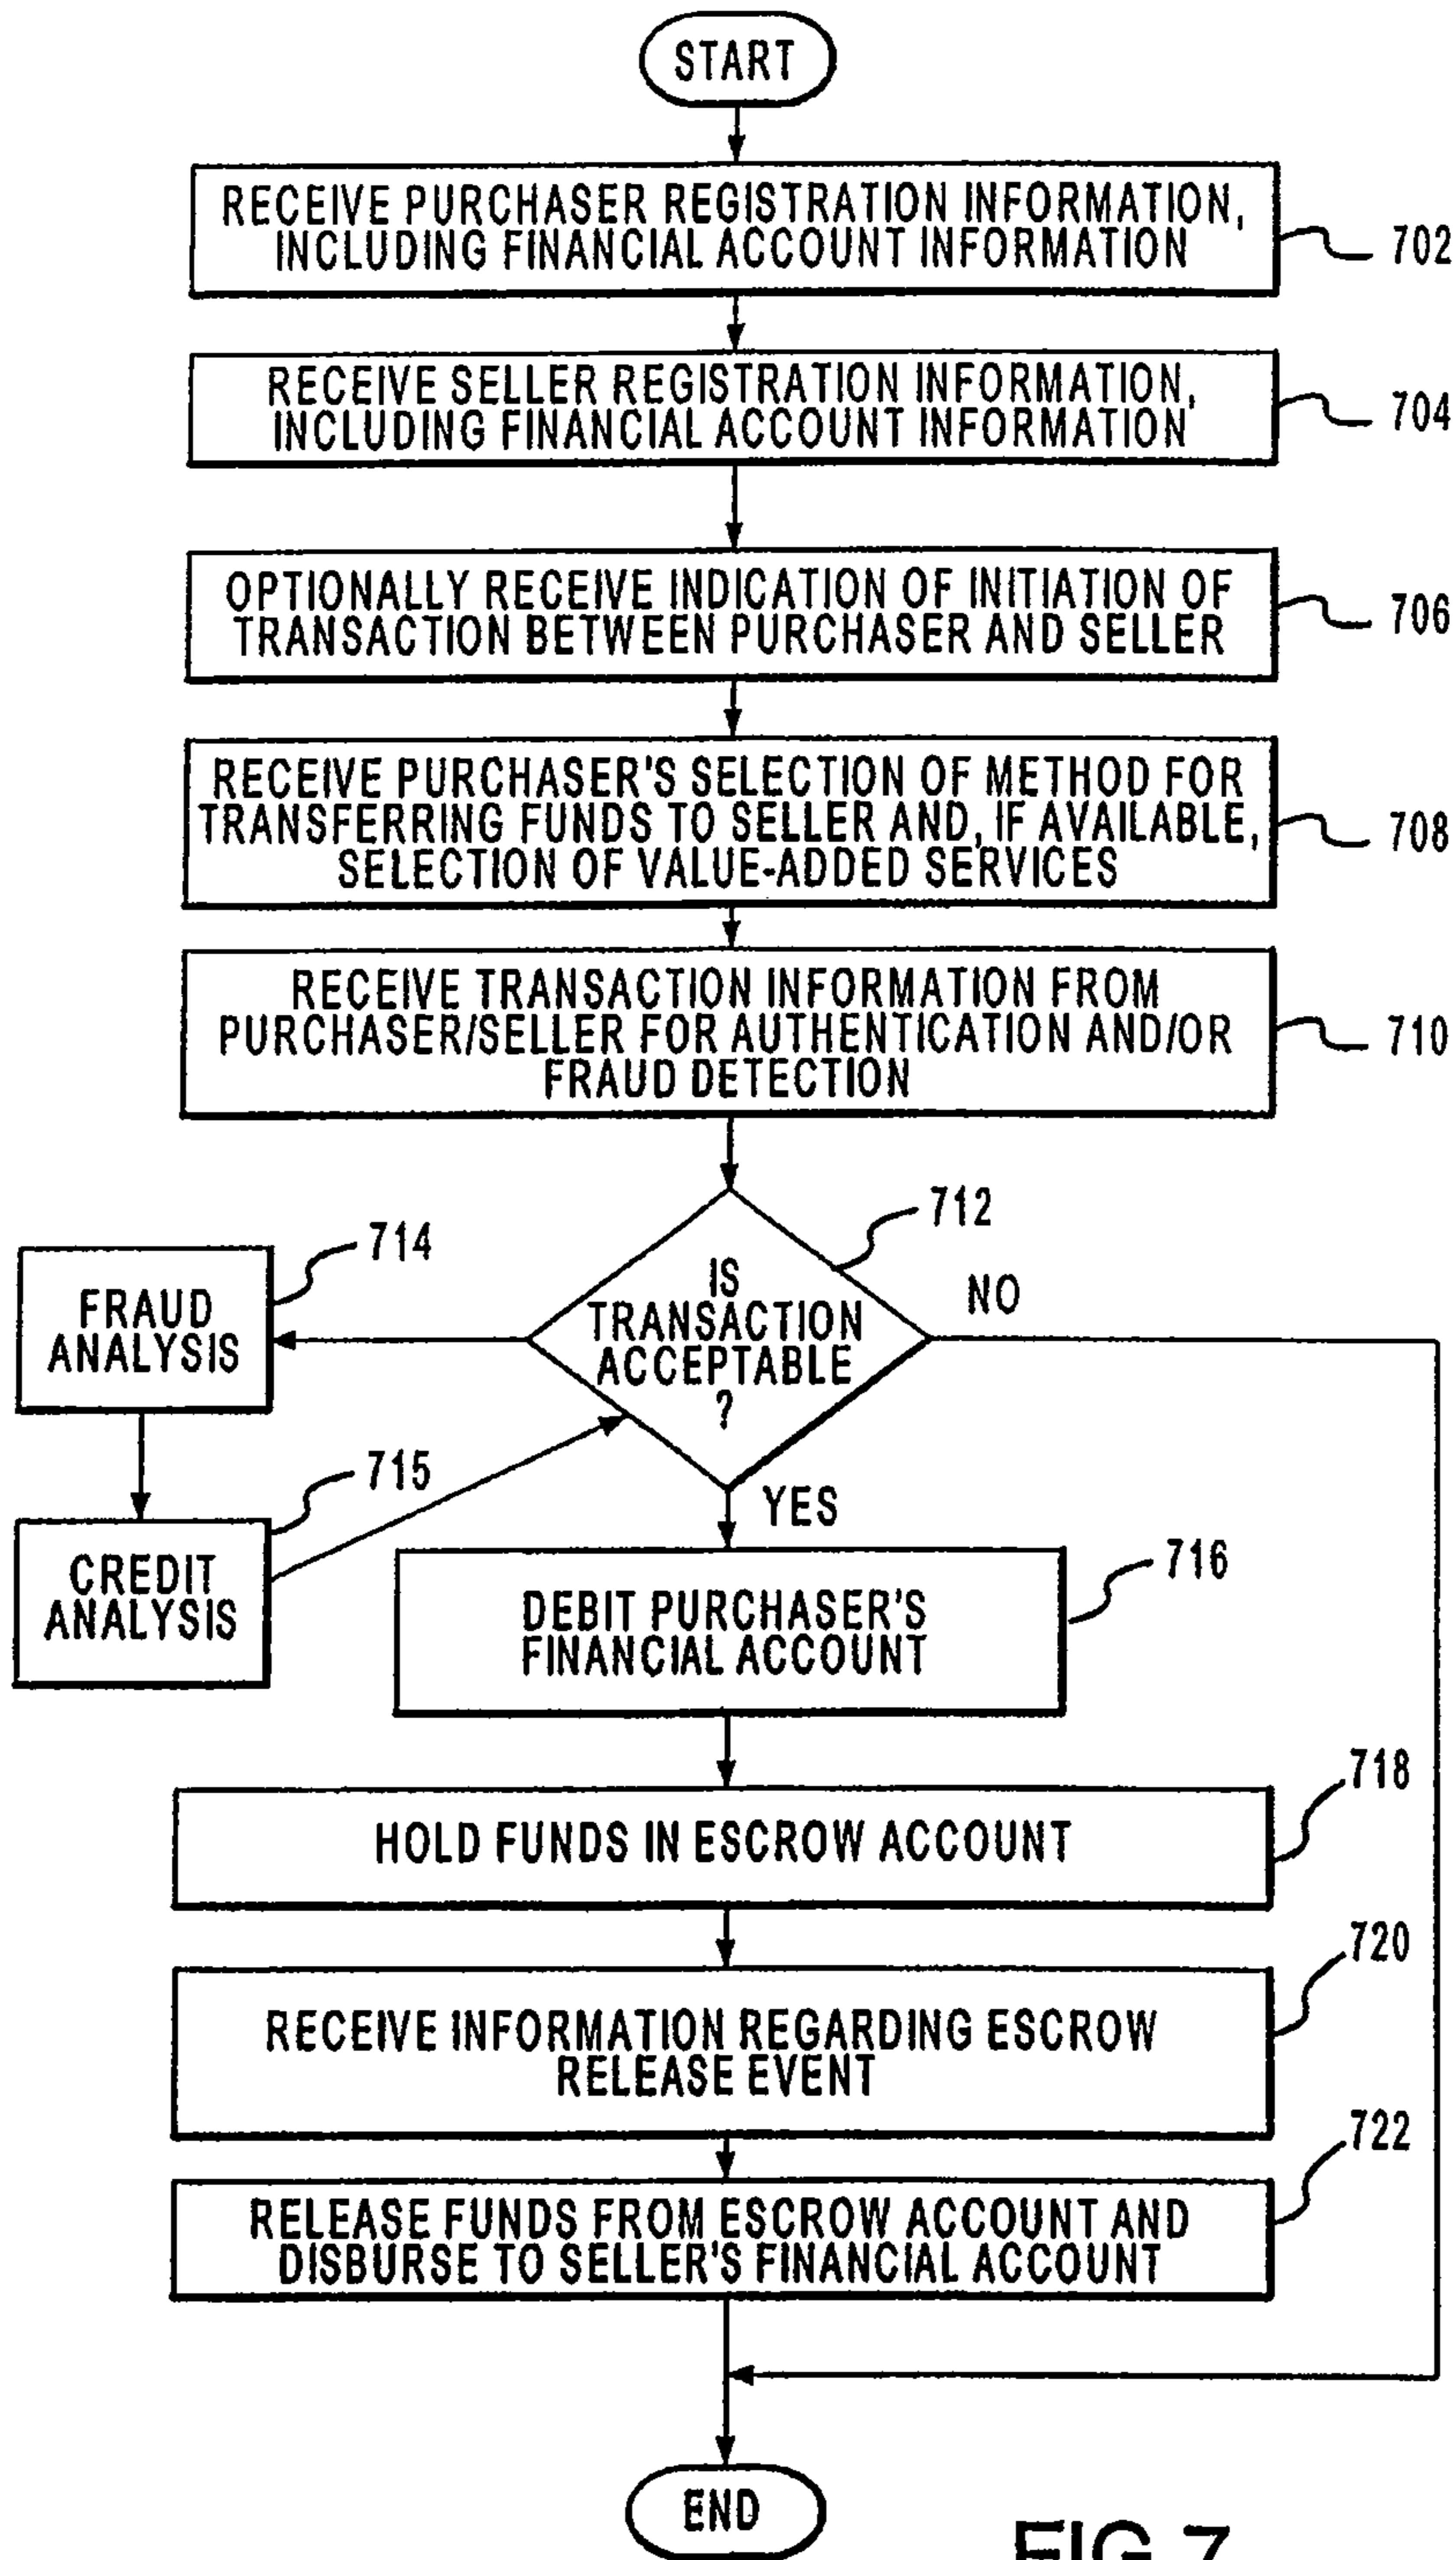 START
RECEIVE PURCHASER REGISTRATION INFORMATION,
INCLUDING FINANCIAL ACCOUNT INFORMATION
702
RECEIVE SELLER REGISTRATION INFORMATION,
INCLUDING FINANCIAL ACCOUNT INFORMATION
704
OPTIONALLY RECEIVE INDICATION OF INITIATION OF
TRANSACTION BETWEEN PURCHASER AND SELLER
706
RECEIVE PURCHASER'S SELECTION OF METHOD FOR
TRANSFERRING FUNDS TO SELLER AND, IF AVAILABLE,
SELECTION OF VALUE-ADDED SERVICES
708
RECEIVE TRANSACTION INFORMATION FROM
PURCHASER/SELLER FOR AUTHENTICATION AND/OR
FRAUD DETECTION
710
712
IS
TRANSACTION
ACCEPTABLE
?
NO
714
FRAUD
ANALYSIS
715
CREDIT
ANALYSIS
YES
716
DEBIT PURCHASER'S
FINANCIAL ACCOUNT
718
HOLD FUNDS IN ESCROW ACCOUNT
720
RECEIVE INFORMATION REGARDING ESCROW
RELEASE EVENT
722
RELEASE FUNDS FROM ESCROW ACCOUNT AND
DISBURSE TO SELLER'S FINANCIAL ACCOUNT
END
FIG 7